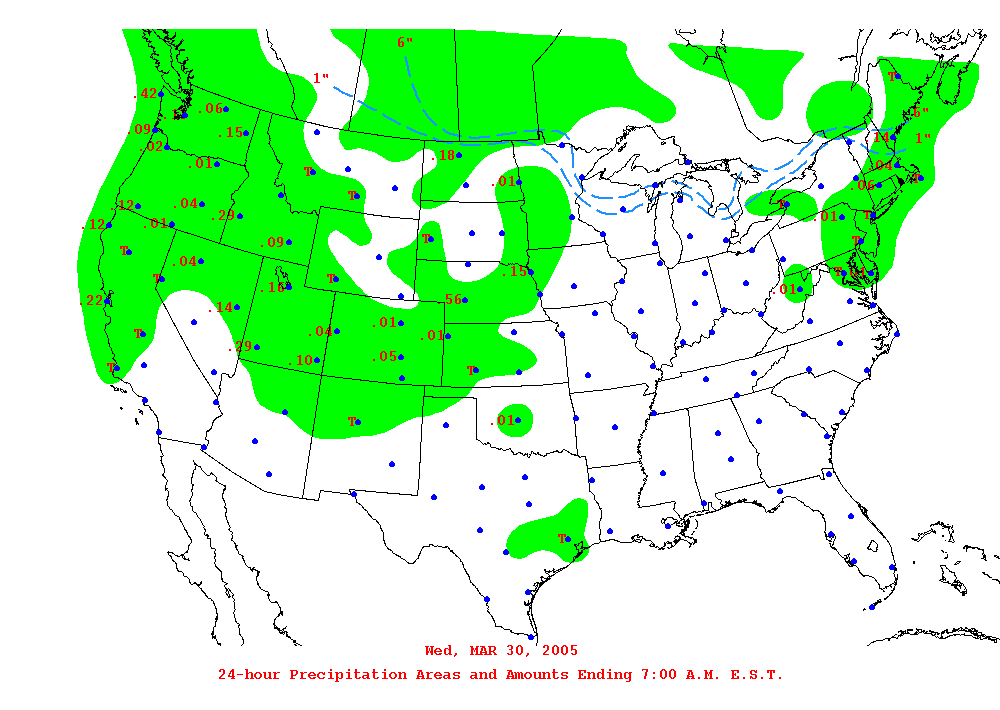 6"
1"
.42
.06
.09
.15
.02
.01
.18
.01
T
T
T
6"
1"
.14
.04
.06
T
.12
.04
.29
.12
.01
T
.01
T
T
.09
T
T
.04
T
.16
T
.15
T
.01
.01
.22
.14
.56
T
.04
.01
.01
.29
.10
.05
T
T
T
.01
T
Wed, MAR 30, 2005
24-hour Precipitation Areas and Amounts Ending 7:00 A.M. E.S.T.